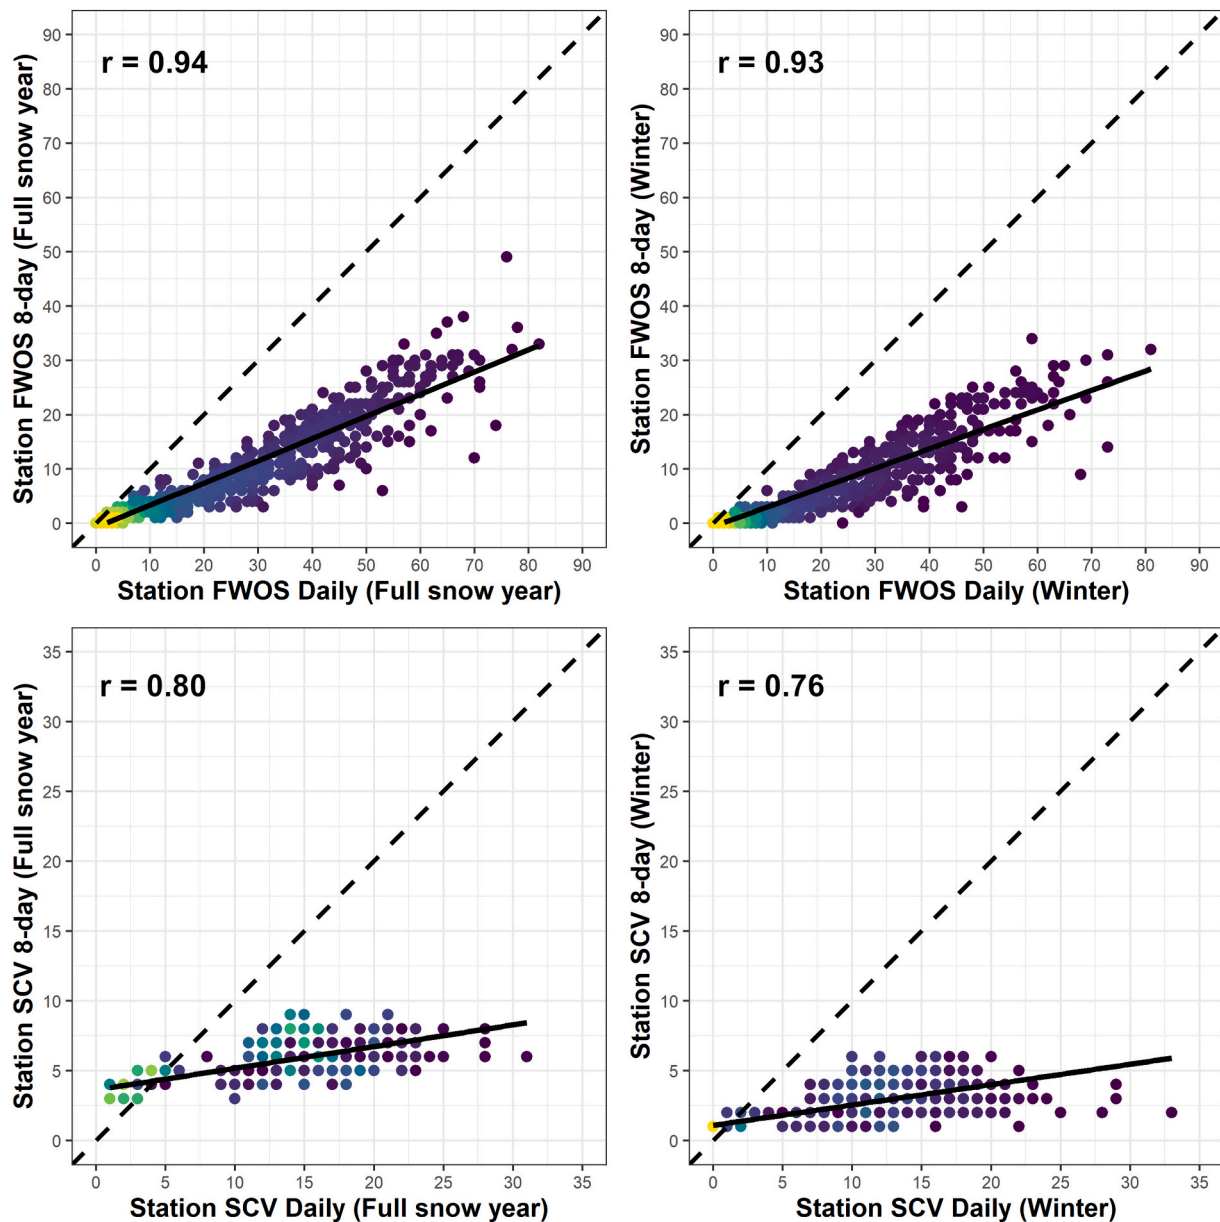 Station FWOS 8-day (Full snow year)
90
80
70
60
50
40
30
20
10
0
r = 0.94
0 10 20 30 40 50 60 70 80 90
Station FWOS Daily (Full snow year)
Station FWOS 8-day (Winter)
90
80
70
60
50
40
30
20
10
0
r = 0.93
0 10 20 30 40 50 60 70 80 90
Station FWOS Daily (Winter)
Station SCV 8-day (Full snow year)
35
30
25
20
15
10
5
0
r = 0.80
0 5 10 15 20 25 30 35
Station SCV Daily (Full snow year)
Station SCV 8-day (Winter)
35
30
25
20
15
10
5
0
r = 0.76
0 5 10 15 20 25 30 35
Station SCV Daily (Winter)